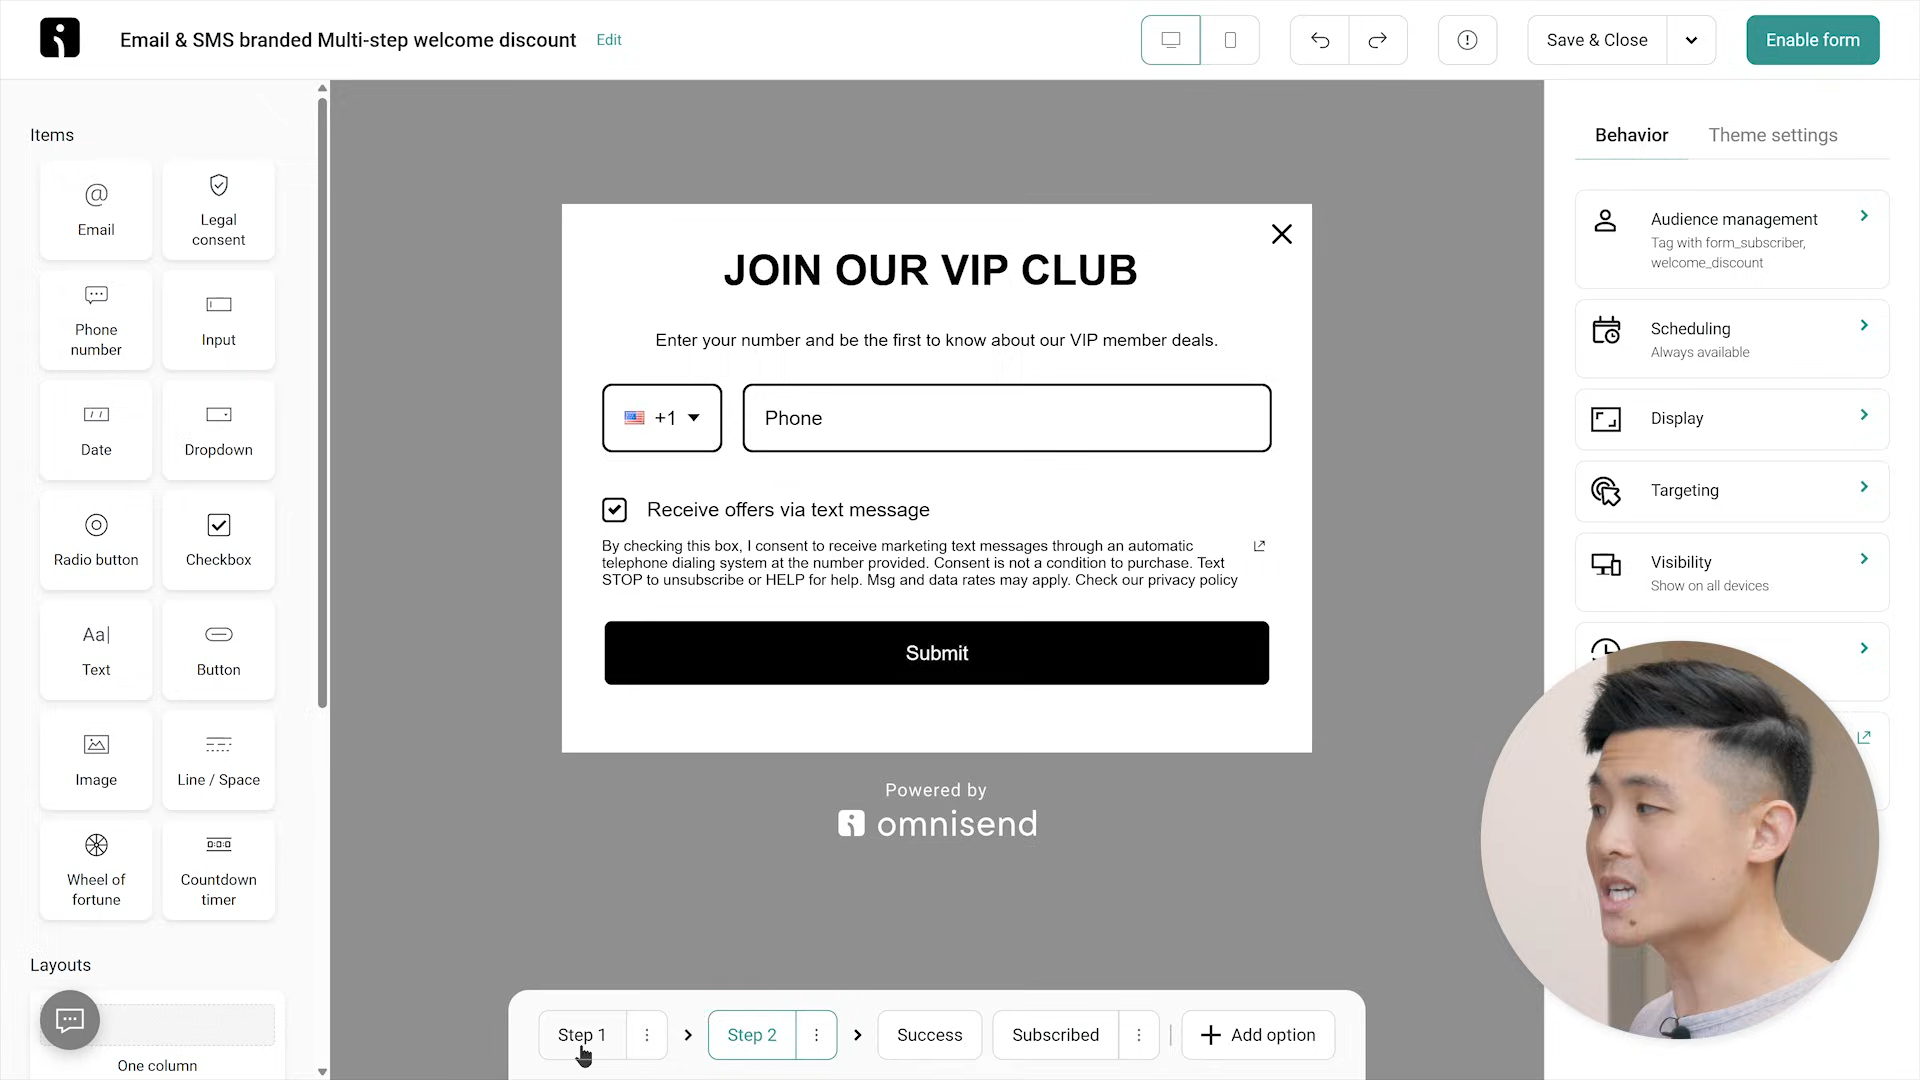 Email & SMS branded Multi-step welcome discount
Edit
Save & Close
Enable form
Items
Email
Legal
consent
Phone
number
Input
Date
Dropdown
Radio button
Checkbox
Aa|
Text
Button
Image
Line / Space
Wheel of
fortune
Countdown
timer
Layouts
One column
JOIN OUR VIP CLUB
Enter your number and be the first to know about our VIP member deals.
+1
Phone
Receive offers via text message
By checking this box, I consent to receive marketing text messages through an automatic
telephone dialing system at the number provided. Consent is not a condition to purchase. Text
STOP to unsubscribe or HELP for help. Msg and data rates may apply. Check our privacy policy
Submit
Powered by
omnisend
Step 1
Step 2
Success
Subscribed
Add option
Behavior
Theme settings
Audience management
Tag with form_subscriber,
welcome_discount
Scheduling
Always available
Display
Targeting
Visibility
Show on all devices